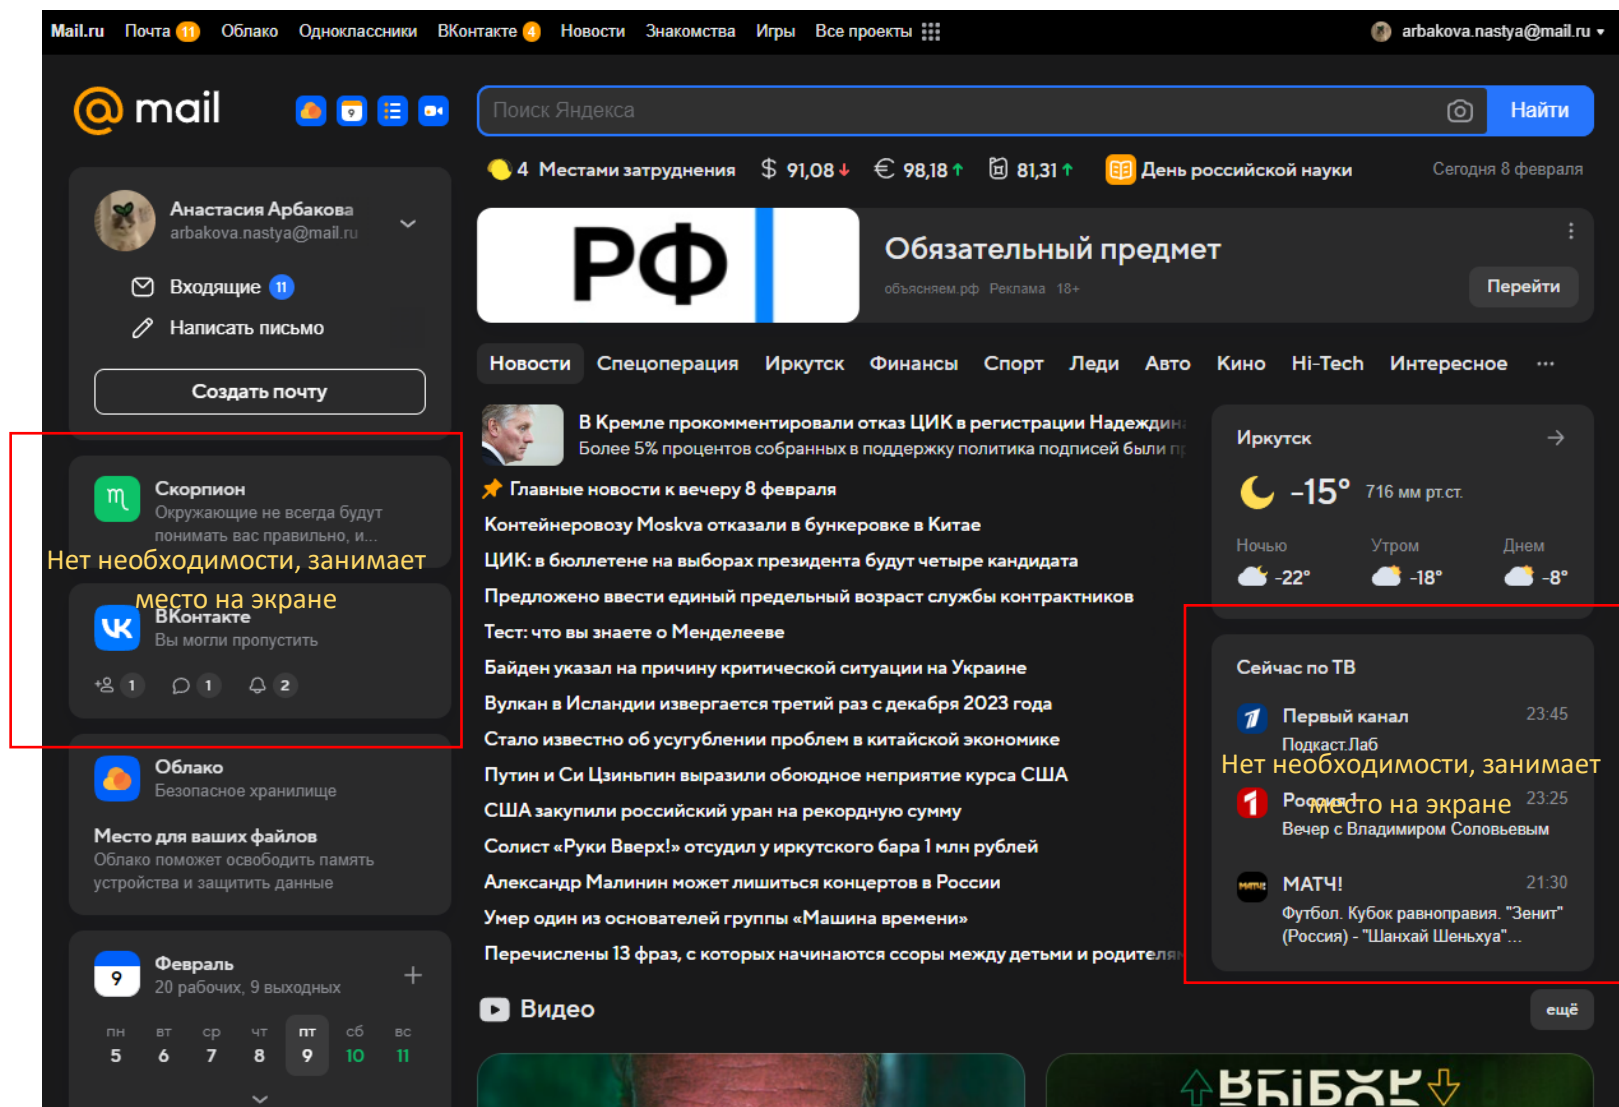 Mail.ru Почта 11 Облако Одноклассники ВКонтакте 4 Новости Знакомства Игры Все проекты arbakova.nastya@mail.ru
mail
9
Поиск Яндекса
Найти
4 Местами затруднения $ 91,08 € 98,18 81,31 День российской науки Сегодня 8 февраля
Анастасия Арбакова
arbakova.nastya@mail.ru
Входящие 11
Написать письмо
Создать почту
РФ
Обязательный предмет
объясняем.рф Реклама 18+
Перейти
Новости Спецоперация Иркутск Финансы Спорт Леди Авто Кино Hi-Tech Интересное ...
Скорпион
Окружающие не всегда будут
понимать вас правильно, и...
Нет необходимости, занимает
место на экране
ВКонтакте
Вы могли пропустить
1 1 2
Облако
Безопасное хранилище
Место для ваших файлов
Облако поможет освободить память
устройства и защитить данные
9
Февраль
20 рабочих, 9 выходных
пн вт ср чт пт сб вс
5 6 7 8 9 10 11
В Кремле прокомментировали отказ ЦИК в регистрации Надеждин
Более 5% процентов собранных в поддержку политика подписей были пр
Главные новости к вечеру 8 февраля
Контейнеровозу Moskva отказали в бункеровке в Китае
ЦИК: в бюллетене на выборах президента будут четыре кандидата
Предложено ввести единый предельный возраст службы контрактников
Тест: что вы знаете о Менделееве
Байден указал на причину критической ситуации на Украине
Вулкан в Исландии извергается третий раз с декабря 2023 года
Стало известно об усугублении проблем в китайской экономике
Путин и Си Цзиньпин выразили обоюдное неприятие курса США
США закупили российский уран на рекордную сумму
Солист «Руки Вверх!» отсудил у иркутского бара 1 млн рублей
Александр Малинин может лишиться концертов в России
Умер один из основателей группы «Машина времени»
Перечислены 13 фраз, с которых начинаются ссоры между детьми и родителям
Иркутск
-15° 716 мм рт.ст.
Ночью Утром Днем
-22° -18° -8°
Сейчас по ТВ
Первый канал 23:45
Подкаст.Лаб
Нет необходимости, занимает
место на экране
Россия 1 23:25
Вечер с Владимиром Соловьевым
МАТЧ!
МАТЧ! 21:30
Футбол. Кубок равноправия. "Зенит"
(Россия) - "Шанхай Шеньхуа"...
Видео
ещё
ВЫБОР